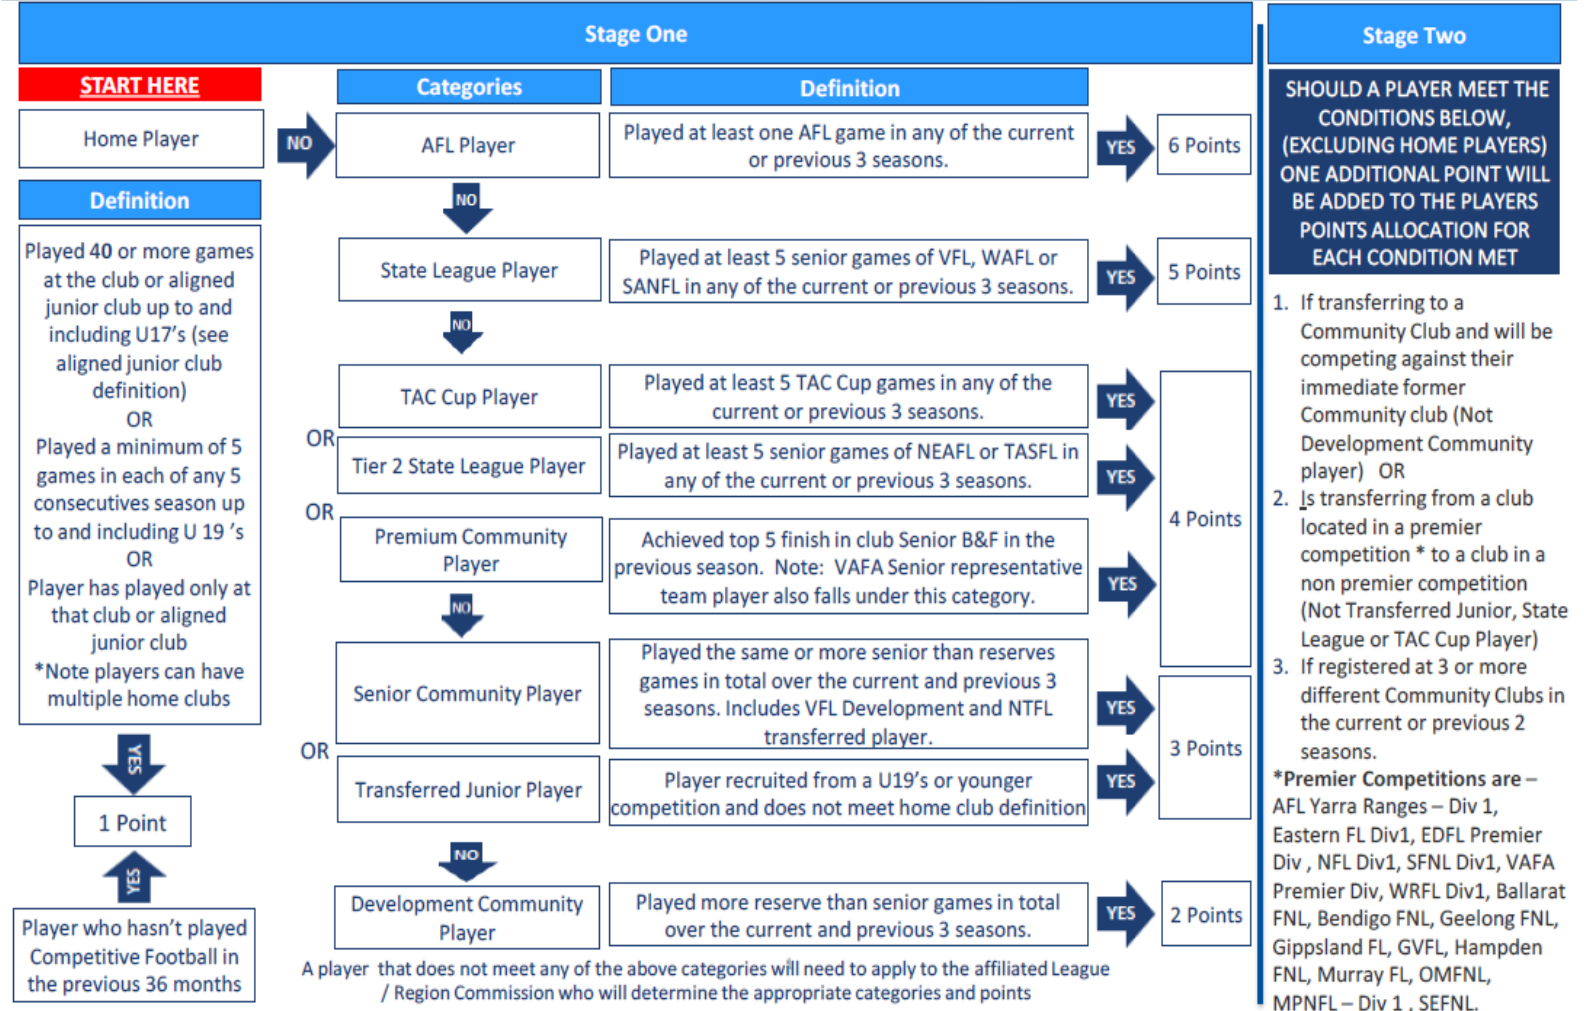 Stage One
START HERE
Home Player
Definition
Played 40 or more games
at the club or aligned
junior club up to and
including U17's (see
aligned junior club
definition)
OR
Played a minimum of 5
games in each of any 5
consecutives season up
to and including U 19 's
OR
Player has played only at
that club or aligned
junior club
*Note players can have
multiple home clubs
YES
1 Point
YES
Player who hasn't played
Competitive Football in
the previous 36 months
NO
Categories
Definition
AFL Player
Played at least one AFL game in any of the current
or previous 3 seasons.
YES
6 Points
NO
State League Player
Played at least 5 senior games of VFL, WAFL or
SANFL in any of the current or previous 3 seasons.
YES
5 Points
NO
TAC Cup Player
Played at least 5 TAC Cup games in any of the
current or previous 3 seasons.
YES
OR
Tier 2 State League Player
Played at least 5 senior games of NEAFL or TASFL in
any of the current or previous 3 seasons.
YES
OR
Premium Community
Player
Achieved top 5 finish in club Senior B&F in the
previous season. Note: VAFA Senior representative
team player also falls under this category.
YES
4 Points
NO
Senior Community Player
Played the same or more senior than reserves
games in total over the current and previous 3
seasons. Includes VFL Development and NTFL
transferred player.
YES
OR
Transferred Junior Player
Player recruited from a U19's or younger
competition and does not meet home club definition
YES
3 Points
NO
Development Community
Player
Played more reserve than senior games in total
over the current and previous 3 seasons.
YES
2 Points
A player that does not meet any of the above categories will need to apply to the affiliated League
/ Region Commission who will determine the appropriate categories and points
Stage Two
SHOULD A PLAYER MEET THE
CONDITIONS BELOW,
(EXCLUDING HOME PLAYERS)
ONE ADDITIONAL POINT WILL
BE ADDED TO THE PLAYERS
POINTS ALLOCATION FOR
EACH CONDITION MET
1. If transferring to a
Community Club and will be
competing against their
immediate former
Community club (Not
Development Community
player) OR
2. Is transferring from a club
located in a premier
competition * to a club in a
non premier competition
(Not Transferred Junior, State
League or TAC Cup Player)
3. If registered at 3 or more
different Community Clubs in
the current or previous 2
seasons.
*Premier Competitions are –
AFL Yarra Ranges – Div 1,
Eastern FL Div1, EDFL Premier
Div , NFL Div1, SFNL Div1, VAFA
Premier Div, WRFL Div1, Ballarat
FNL, Bendigo FNL, Geelong FNL,
Gippsland FL, GVFL, Hampden
FNL, Murray FL, OMFNL,
MPNFL – Div 1 , SEFNL.